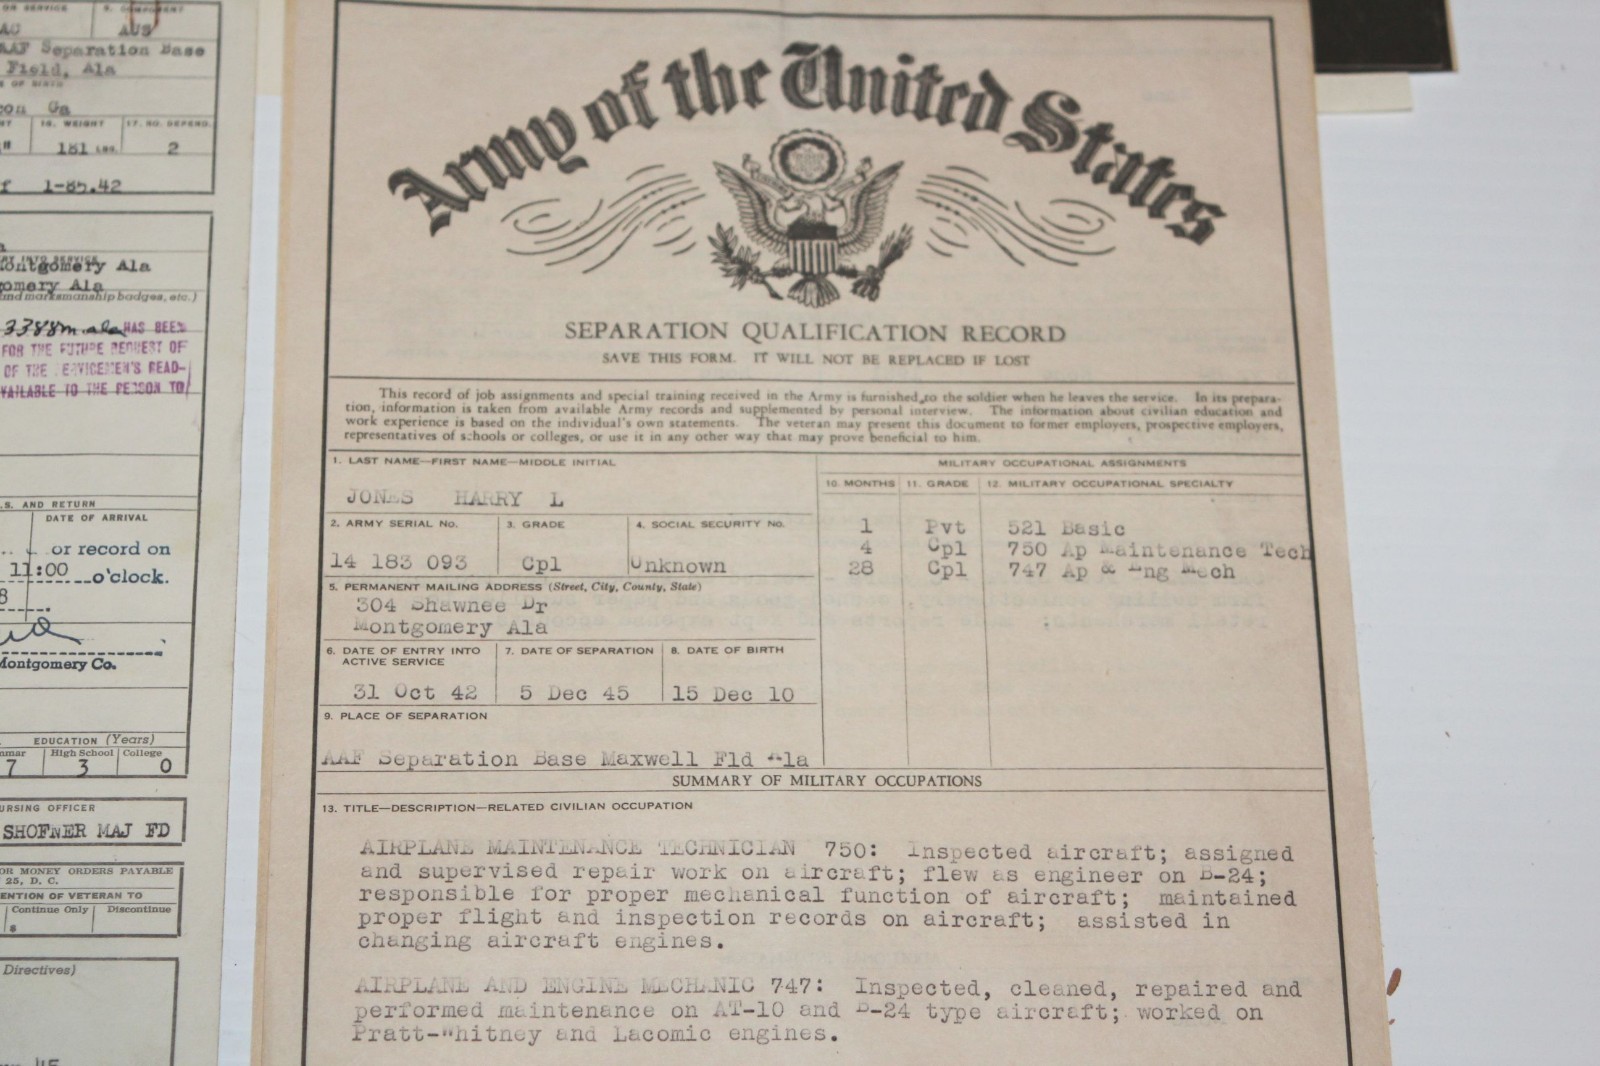 OR SERVICE
AUS
AAF Separation Base
Field, Ala
OF BIRTH
Ga
16. WEIGHT 17. NO. DEPEND.
181 LBS. 2
1-85.42
Montgomery Ala
Ala
and marksmanship badges, etc.)
HAS BEEN
FOR THE FUTURE REQUEST OF
OF THE SERVICEMEN'S READ-
AVAILABLE TO THE PERSON TO
U.S. AND RETURN
DATE OF ARRIVAL
or record on
11:00 o'clock.
8
Montgomery Co.
EDUCATION (Years)
High School College
7 3 0
OFFICER
SHOFNER MAJ FD
OR MONEY ORDERS PAYABLE
25, D. C.
INTENTION OF VETERAN TO
Continue Only Discontinue
$
Directives)
Army of the United States
SEPARATION QUALIFICATION RECORD
SAVE THIS FORM. IT WILL NOT BE REPLACED IF LOST
This record of job assignments and special training received in the Army is furnished to the soldier when he leaves the service. In its prepara-
tion, information is taken from available Army records and supplemented by personal interview. The information about civilian education and
work experience is based on the individual's own statements. The veteran may present this document to former employers, prospective employers,
representatives of schools or colleges, or use it in any other way that may prove beneficial to him.
1. LAST NAME—FIRST NAME—MIDDLE INITIAL
JONES HARRY L
2. ARMY SERIAL NO. 3. GRADE 4. SOCIAL SECURITY NO.
14 183 093 Cpl Unknown
5. PERMANENT MAILING ADDRESS (Street, City, County, State)
304 Shawnee Dr
Montgomery Ala
6. DATE OF ENTRY INTO ACTIVE SERVICE 7. DATE OF SEPARATION 8. DATE OF BIRTH
31 Oct 42 5 Dec 45 15 Dec 10
9. PLACE OF SEPARATION
AAF Separation Base Maxwell Fld Ala
MILITARY OCCUPATIONAL ASSIGNMENTS
10. MONTHS 11. GRADE 12. MILITARY OCCUPATIONAL SPECIALTY
1 Pvt 521 Basic
4 Cpl 750 Ap Maintenance Tech
28 Cpl 747 Ap & Eng Mech
SUMMARY OF MILITARY OCCUPATIONS
13. TITLE—DESCRIPTION—RELATED CIVILIAN OCCUPATION
AIRPLANE MAINTENANCE TECHNICIAN 750: Inspected aircraft; assigned
and supervised repair work on aircraft; flew as engineer on B-24;
responsible for proper mechanical function of aircraft; maintained
proper flight and inspection records on aircraft; assisted in
changing aircraft engines.
AIRPLANE AND ENGINE MECHANIC 747: Inspected, cleaned, repaired and
performed maintenance on AT-10 and B-24 type aircraft; worked on
Pratt-Whitney and Lacomic engines.